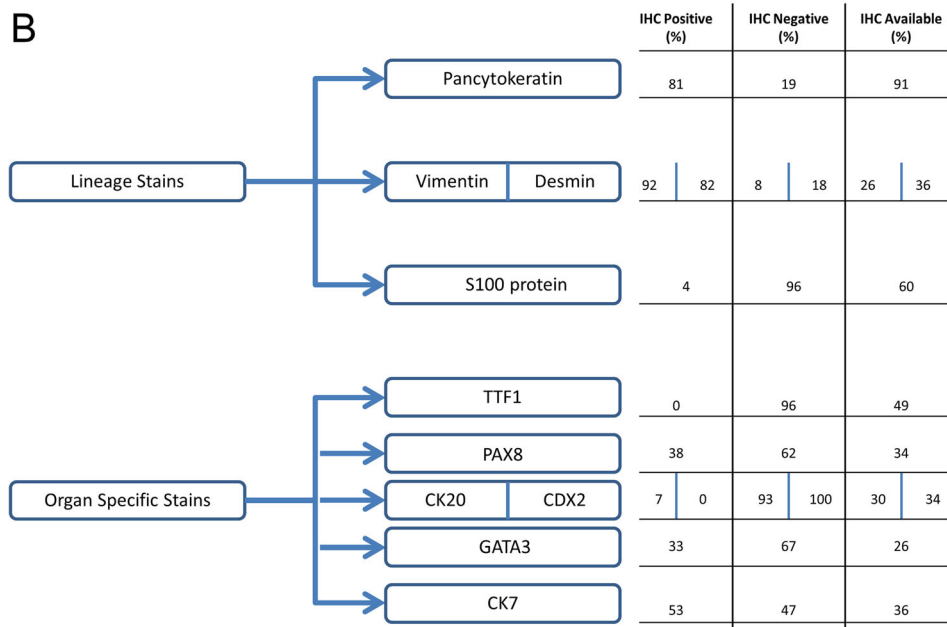 B
IHC Positive (%) IHC Negative (%) IHC Available (%)
Pancytokeratin 81 19 91
Lineage Stains Vimentin Desmin 92 82 8 18 26 36
S100 protein 4 96 60
TTF1 0 96 49
PAX8 38 62 34
Organ Specific Stains CK20 CDX2 7 0 93 100 30 34
GATA3 33 67 26
CK7 53 47 36